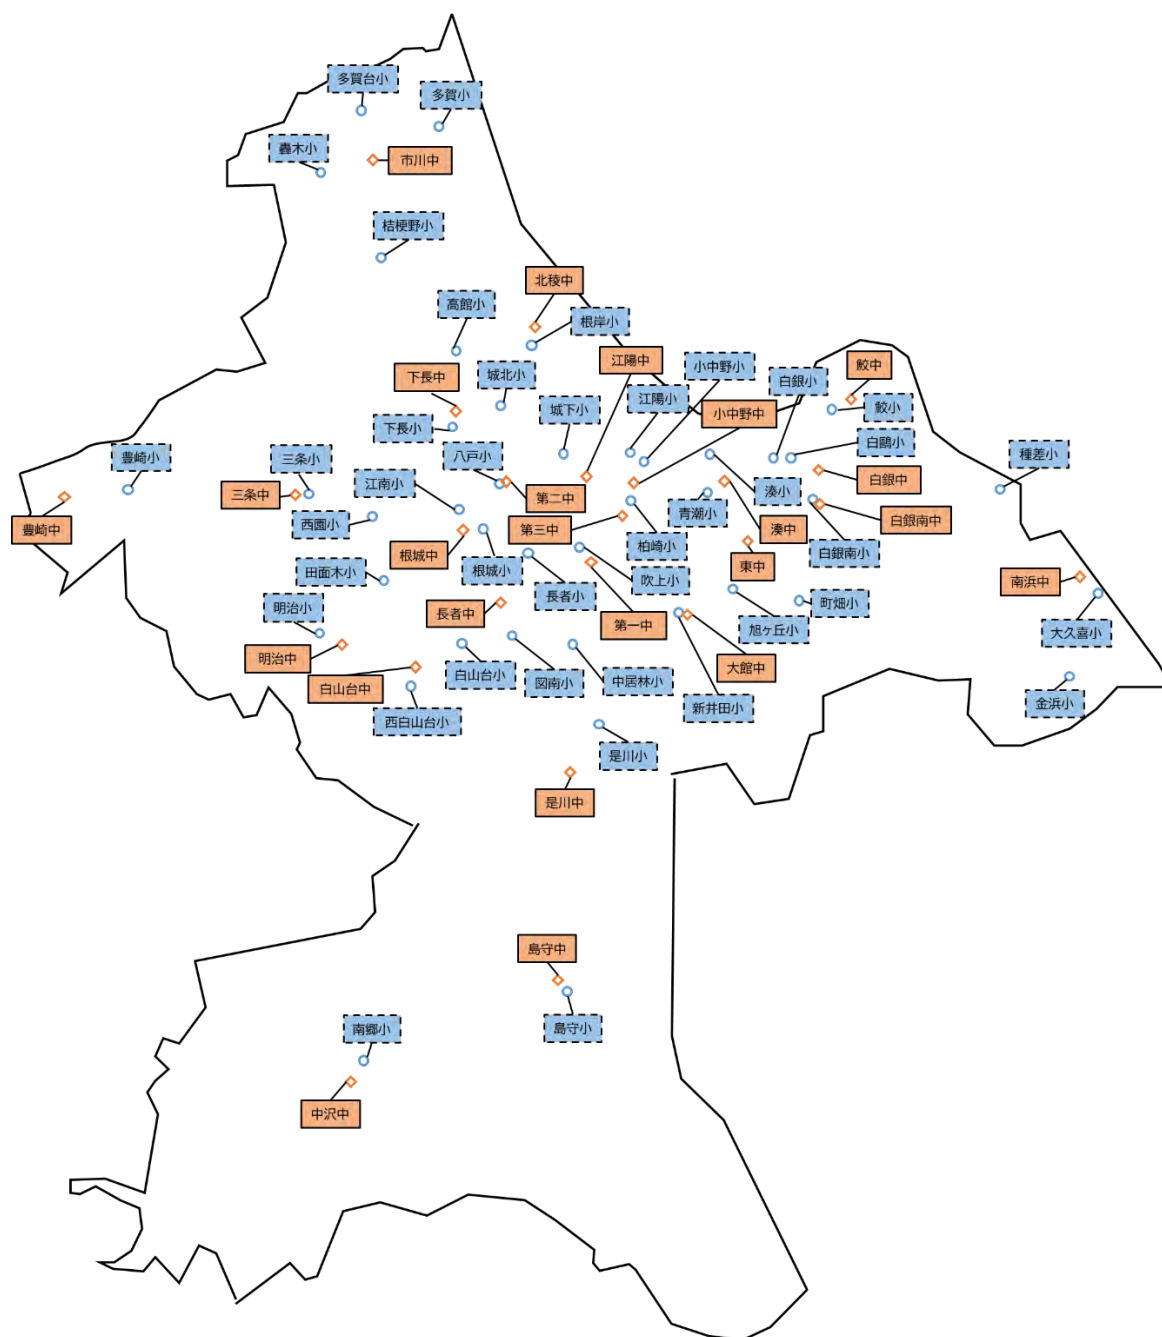 多賀台小
多賀小
轟木小
市川中
桔梗野小
北稜中
高館小
根岸小
江陽中
小中野小
白銀小
鮫中
下長中
城北小
城下小
江陽小
小中野中
鮫小
下長小
白鷗小
豊崎小
三条小
八戸小
種差小
三条中
江南小
第二中
青潮小
湊小
白銀中
豊崎中
西園小
第三中
柏崎小
湊中
白銀南中
根城中
根城小
白銀南小
田面木小
長者小
吹上小
東中
南浜中
明治小
長者中
第一中
旭ヶ丘小
町畑小
大久喜小
明治中
白山台中
白山台小
図南小
中居林小
大館中
西白山台小
新井田小
金浜小
是川小
是川中
島守中
南郷小
島守小
中沢中